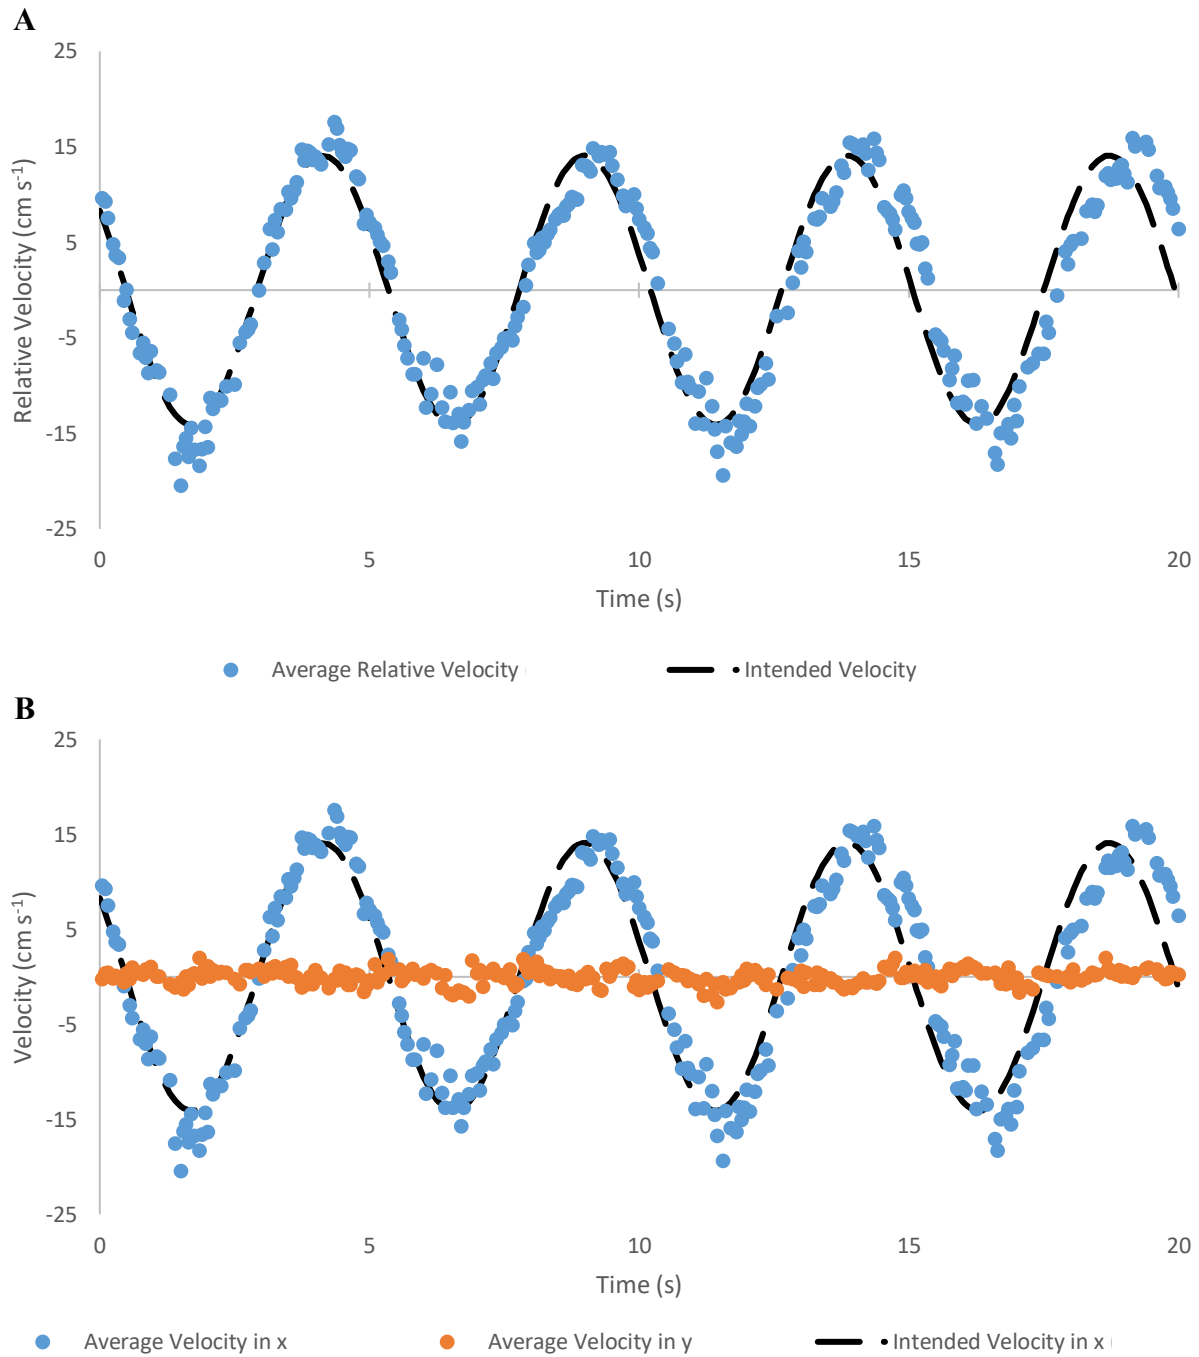 A
25
15
5
-5
-15
-25
Relative Velocity (cm s⁻¹)
0 5 10 15 20
Time (s)
Average Relative Velocity Intended Velocity
B
25
15
5
-5
-15
-25
Velocity (cm s⁻¹)
0 5 10 15 20
Time (s)
Average Velocity in x Average Velocity in y Intended Velocity in x